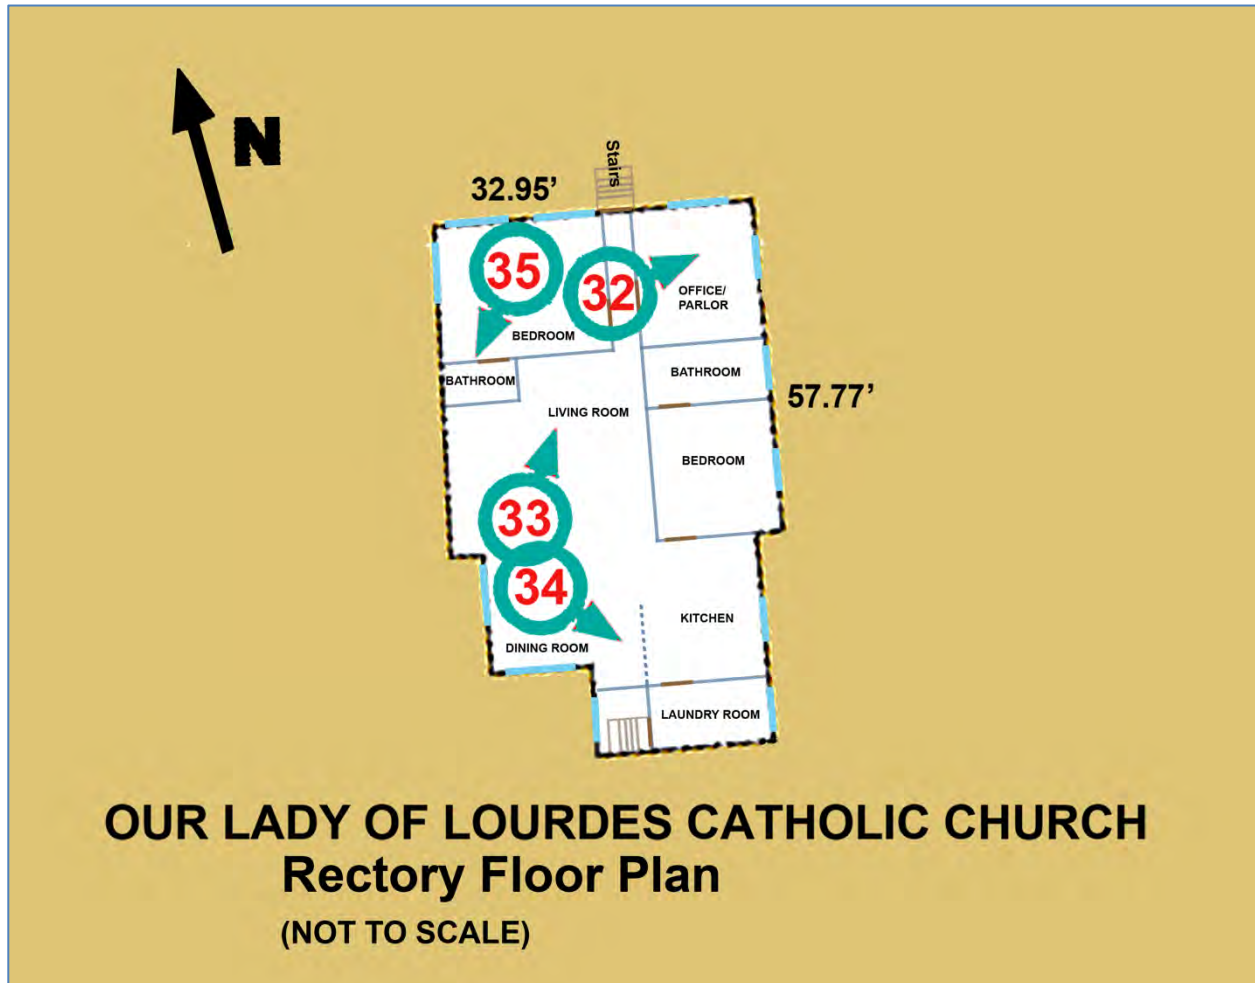 N
Stairs
32.95’
35
32
OFFICE/
PARLOR
BEDROOM
BATHROOM
BATHROOM
57.77’
LIVING ROOM
BEDROOM
33
34
KITCHEN
DINING ROOM
LAUNDRY ROOM
OUR LADY OF LOURDES CATHOLIC CHURCH
Rectory Floor Plan
(NOT TO SCALE)